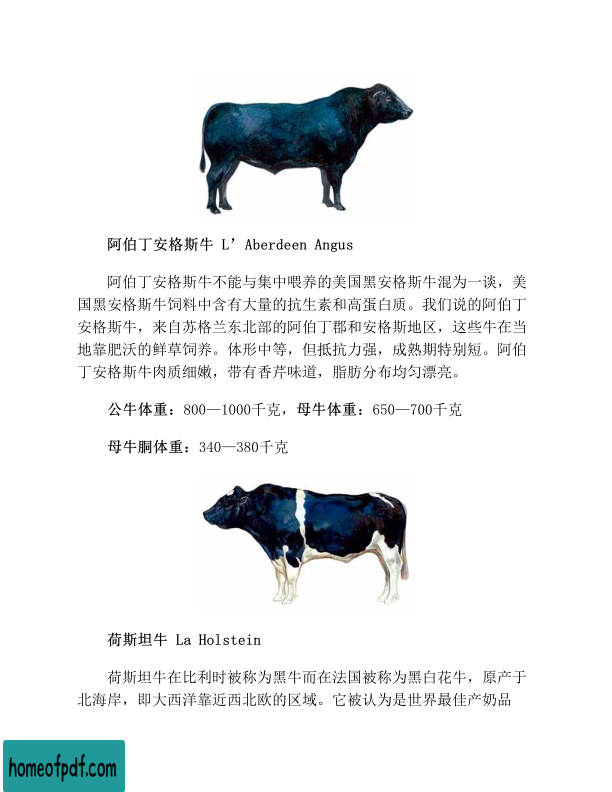 阿伯丁安格斯牛 L’Aberdeen Angus
阿伯丁安格斯牛不能与集中喂养的美国黑安格斯牛混为一谈，美
国黑安格斯牛饲料中含有大量的抗生素和高蛋白质。我们说的阿伯丁
安格斯牛，来自苏格兰东北部的阿伯丁郡和安格斯地区，这些牛在当
地靠肥沃的鲜草饲养。体形中等，但抵抗力强，成熟期特别短。阿伯
丁安格斯牛肉质细嫩，带有香芹味道，脂肪分布均匀漂亮。
公牛体重：800—1000千克，母牛体重：650—700千克
母牛胴体重：340—380千克
荷斯坦牛 La Holstein
荷斯坦牛在比利时被称为黑牛而在法国被称为黑白花牛，原产于
北海岸，即大西洋靠近西北欧的区域。它被认为是世界最佳产奶品
homeofpdf.com